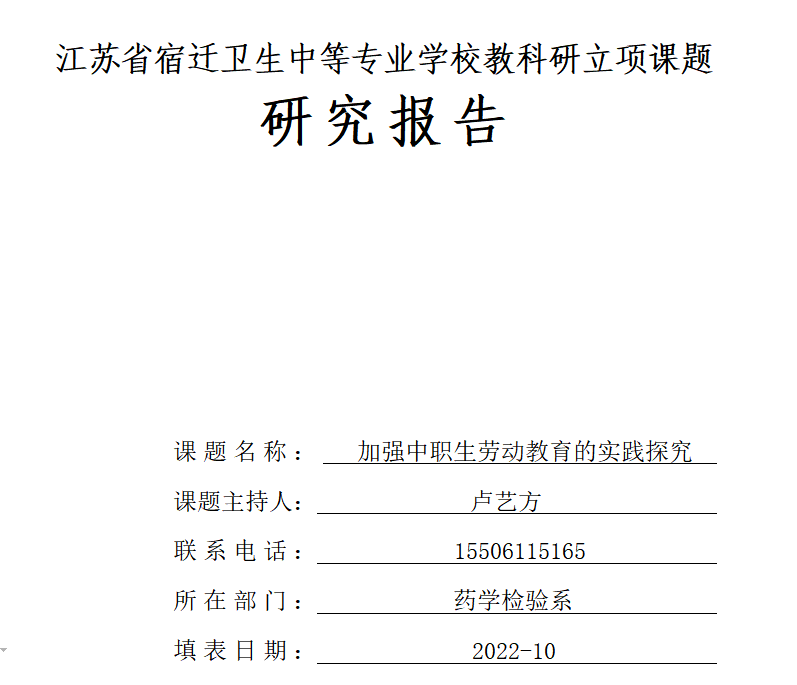 江苏省宿迁卫生中等专业学校教科研立项课题
研究报告
课题名称： 加强中职生劳动教育的实践探究
课题主持人： 卢艺方
联系电话： 15506115165
所在部门： 药学检验系
填表日期： 2022-10